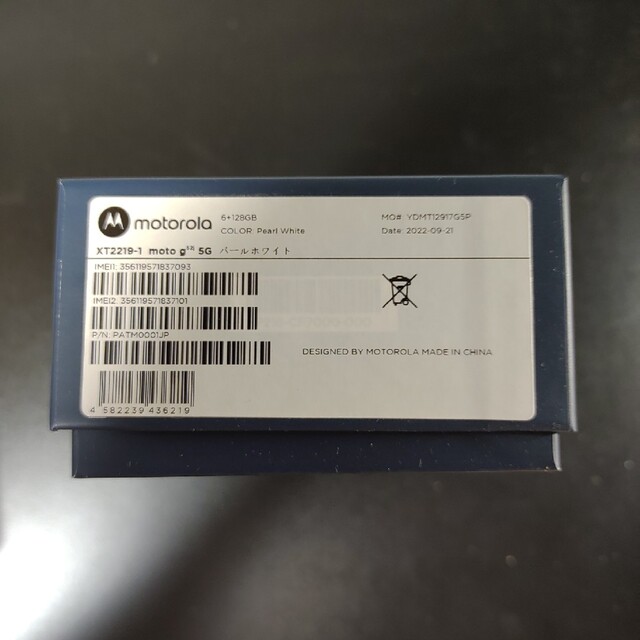 motorola
6+128GB
COLOR: Pearl White
MO# YDMT12917G5P
Date: 2022-09-21
XT2219-1 moto g⁵²ʲ 5G パールホワイト
IMEI1: 356119571837093
IMEI2: 356119571837101
P/N: PATM0001JP
DESIGNED BY MOTOROLA MADE IN CHINA
4 582239 436219